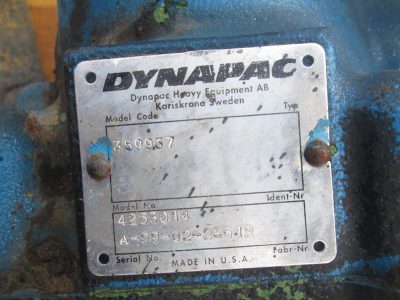 DYNAPAC
Dynapac Heavy Equipment AB
Karlskrona Sweden
Model Code Typ
359937
Model No. Ident-Nr
4253014
Serial No. Fabr-Nr
MADE IN U.S.A.